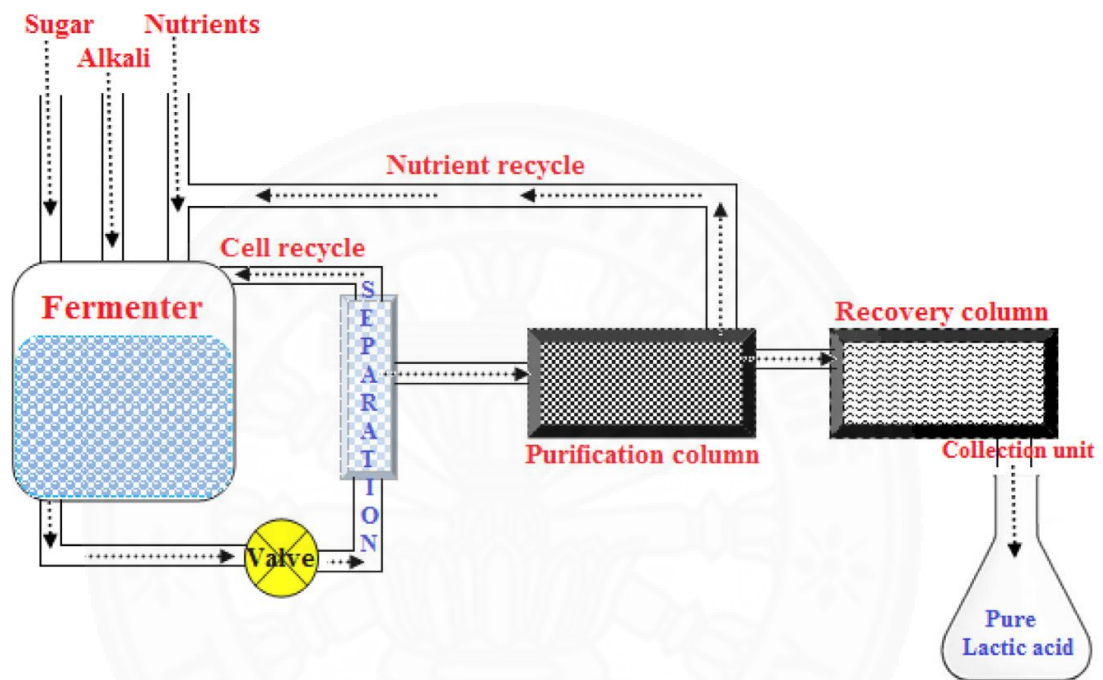 Sugar
Nutrients
Alkali
Nutrient recycle
Cell recycle
Fermenter
SEPARATION
Recovery column
Purification column
Collection unit
Valve
Pure
Lactic acid